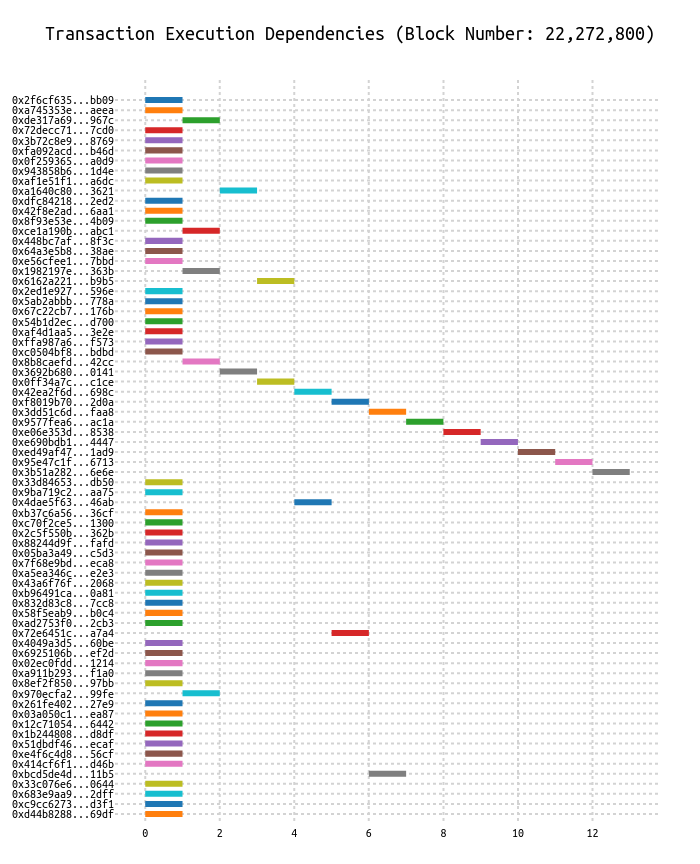 Transaction Execution Dependencies (Block Number: 22,272,800)
0x2f6cf635...bb09
0xa745353e...aeea
0xde317a69...967c
0x72decc71...7cd0
0x3b72c8e9...8769
0xfa092acd...b46d
0x0f259365...a0d9
0x943858b6...1d4e
0xaf1e51f1...a6dc
0xa1640c80...3621
0xdfc84218...2ed2
0x42f8e2ad...6aa1
0x8f93e53e...4b09
0xce1a190b...abc1
0x448bc7af...8f3c
0x64a3e5b8...38ae
0xe56cfee1...7bbd
0x1982197e...363b
0x6162a221...b9b5
0x2ed1e927...596e
0x5ab2abbb...778a
0x67c22cb7...176b
0x54b1d2ec...d700
0xaf4d1aa5...3e2e
0xffa987a6...f573
0xc0504bf8...bdbd
0x8b8caefd...42cc
0x3692b680...0141
0x0ff34a7c...c1ce
0x42ea2f6d...698c
0xf8019b70...2d0a
0x3dd51c6d...faa8
0x9577fea6...ac1a
0xe06e353d...8538
0xe690bdb1...4447
0xed49af47...1ad9
0x95e47c1f...6713
0x3b51a282...6e6e
0x33d84653...db50
0x9ba719c2...aa75
0x4dae5f63...46ab
0xb37c6a56...36cf
0xc70f2ce5...1300
0x2c5f550b...362b
0x88244d9f...fafd
0x05ba3a49...c5d3
0x7f68e9bd...eca8
0xa5ea346c...e2e3
0x43a6f76f...2068
0xb96491ca...0a81
0x832d83c8...7cc8
0x58f5eab9...b0c4
0xad2753f0...2cb3
0x72e6451c...a7a4
0x4049a3d5...60be
0x6925106b...ef2d
0x02ec0fdd...1214
0xa911b293...f1a0
0x8ef2f850...97bb
0x970ecfa2...99fe
0x261fe402...27e9
0x03a050c1...ea87
0x12c71054...6442
0x1b244808...d8df
0x51dbdf46...ecaf
0xe4f6c4d8...56cf
0x414cf6f1...d46b
0xbcd5de4d...11b5
0x33c076e6...0644
0x683e9aa9...2dff
0xc9cc6273...d3f1
0xd44b8288...69df
0 2 4 6 8 10 12